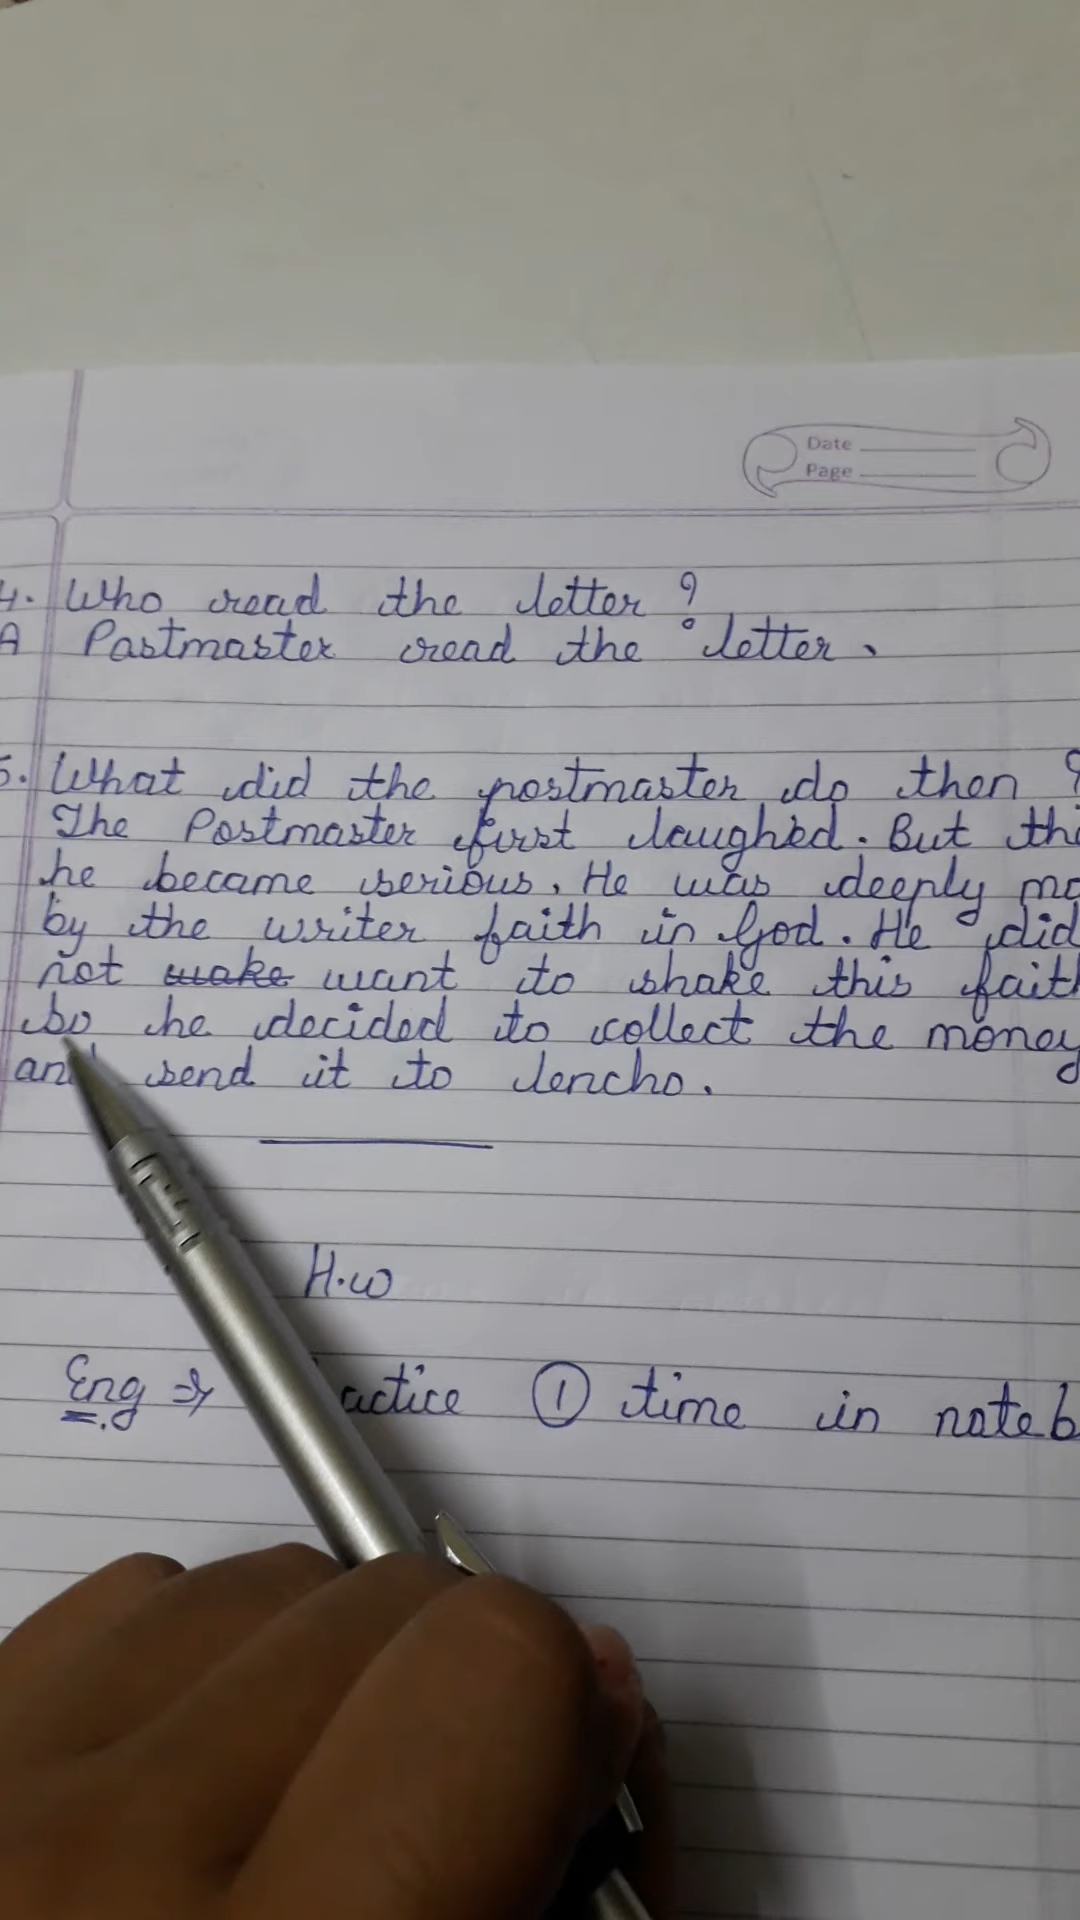 Date
Page
4. Who read the letter ?
A Postmaster read the letter.
5. What did the postmaster do then ?
The Postmaster first laughed. But
he became serious. He was deeply
by the writer faith in God. He did
not make want to shake this
so he decided to collect the money
and send it to lencho.
H.w
Eng ⇒ ① time in